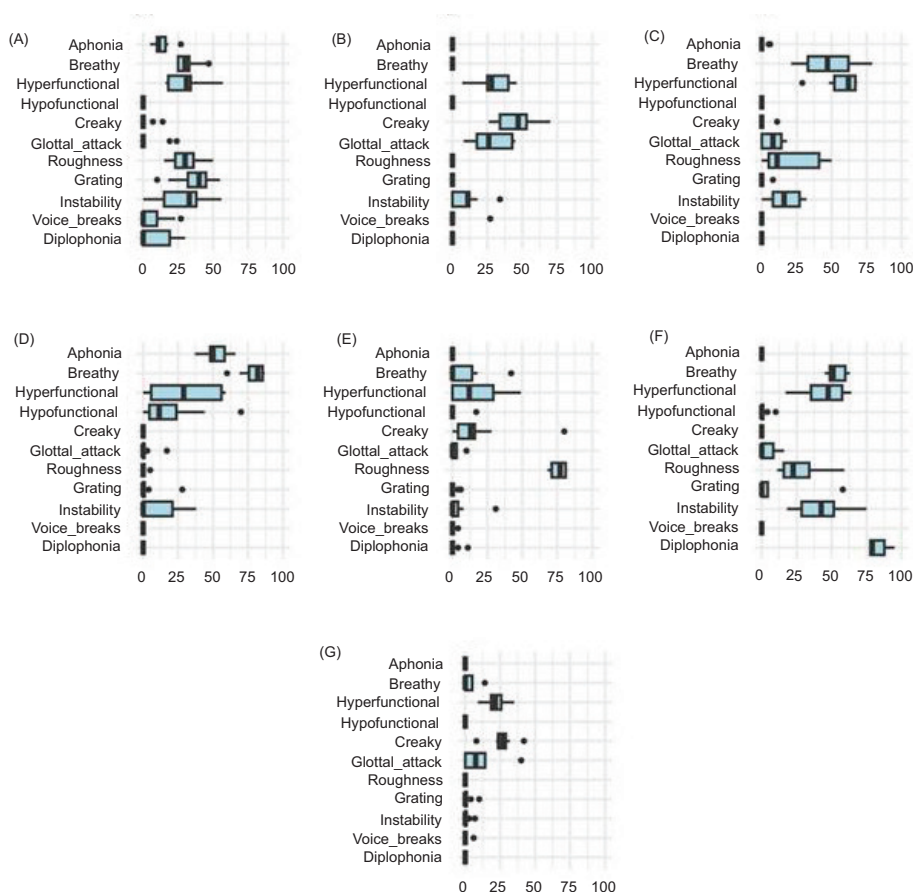 (A)
Aphonia
Breathy
Hyperfunctional
Hypofunctional
Creaky
Glottal_attack
Roughness
Grating
Instability
Voice_breaks
Diplophonia
0 25 50 75 100
(B)
Aphonia
Breathy
Hyperfunctional
Hypofunctional
Creaky
Glottal_attack
Roughness
Grating
Instability
Voice_breaks
Diplophonia
0 25 50 75 100
(C)
Aphonia
Breathy
Hyperfunctional
Hypofunctional
Creaky
Glottal_attack
Roughness
Grating
Instability
Voice_breaks
Diplophonia
0 25 50 75 100
(D)
Aphonia
Breathy
Hyperfunctional
Hypofunctional
Creaky
Glottal_attack
Roughness
Grating
Instability
Voice_breaks
Diplophonia
0 25 50 75 100
(E)
Aphonia
Breathy
Hyperfunctional
Hypofunctional
Creaky
Glottal_attack
Roughness
Grating
Instability
Voice_breaks
Diplophonia
0 25 50 75 100
(F)
Aphonia
Breathy
Hyperfunctional
Hypofunctional
Creaky
Glottal_attack
Roughness
Grating
Instability
Voice_breaks
Diplophonia
0 25 50 75 100
(G)
Aphonia
Breathy
Hyperfunctional
Hypofunctional
Creaky
Glottal_attack
Roughness
Grating
Instability
Voice_breaks
Diplophonia
0 25 50 75 100